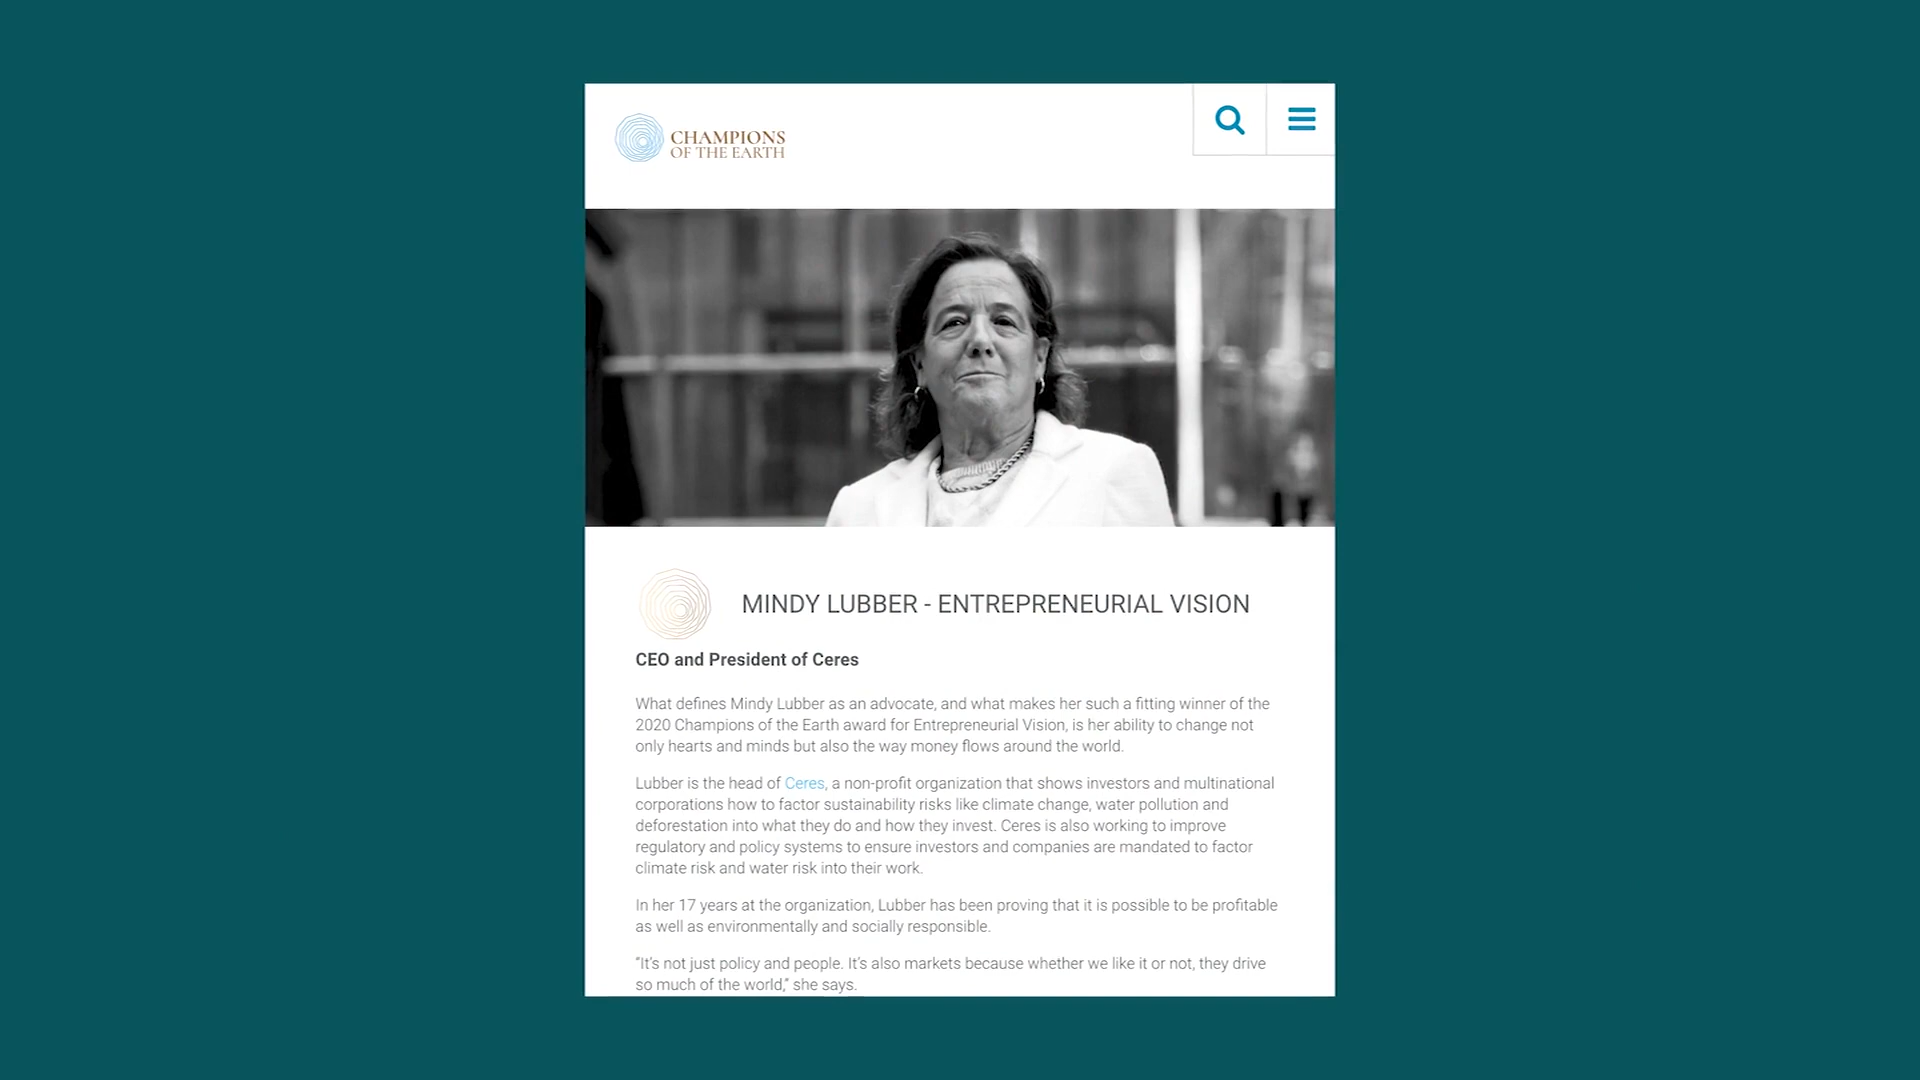 CHAMPIONS
OF THE EARTH
MINDY LUBBER - ENTREPRENEURIAL VISION
CEO and President of Ceres
What defines Mindy Lubber as an advocate, and what makes her such a fitting winner of the
2020 Champions of the Earth award for Entrepreneurial Vision, is her ability to change not
only hearts and minds but also the way money flows around the world.
Lubber is the head of Ceres, a non-profit organization that shows investors and multinational
corporations how to factor sustainability risks like climate change, water pollution and
deforestation into what they do and how they invest. Ceres is also working to improve
regulatory and policy systems to ensure investors and companies are mandated to factor
climate risk and water risk into their work.
In her 17 years at the organization, Lubber has been proving that it is possible to be profitable
as well as environmentally and socially responsible.
“It’s not just policy and people. It’s also markets because whether we like it or not, they drive
so much of the world,” she says.